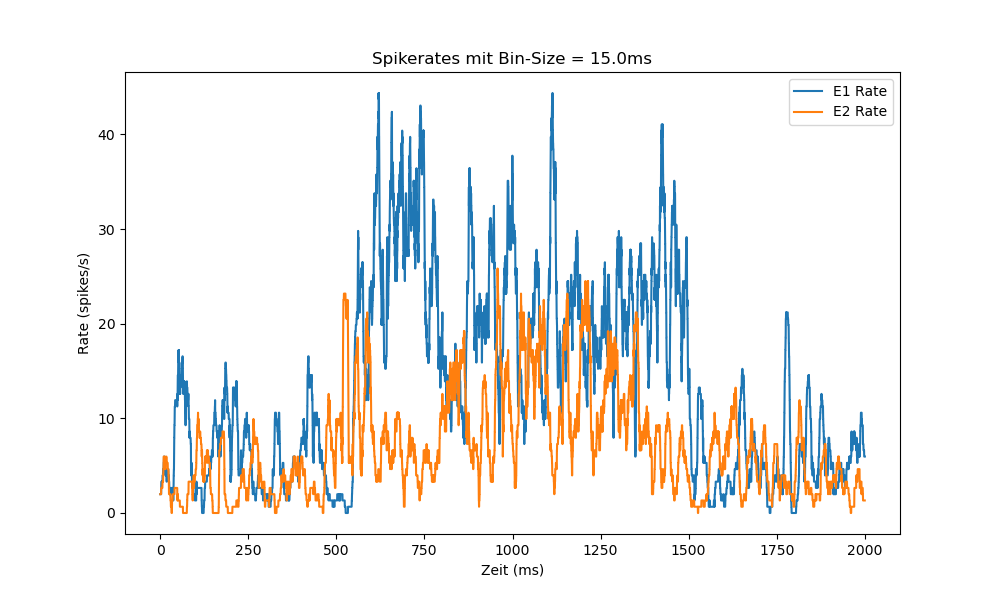 Spikerates mit Bin-Size = 15.0ms
E1 Rate
E2 Rate
Rate (spikes/s)
40
30
20
10
0
0 250 500 750 1000 1250 1500 1750 2000
Zeit (ms)